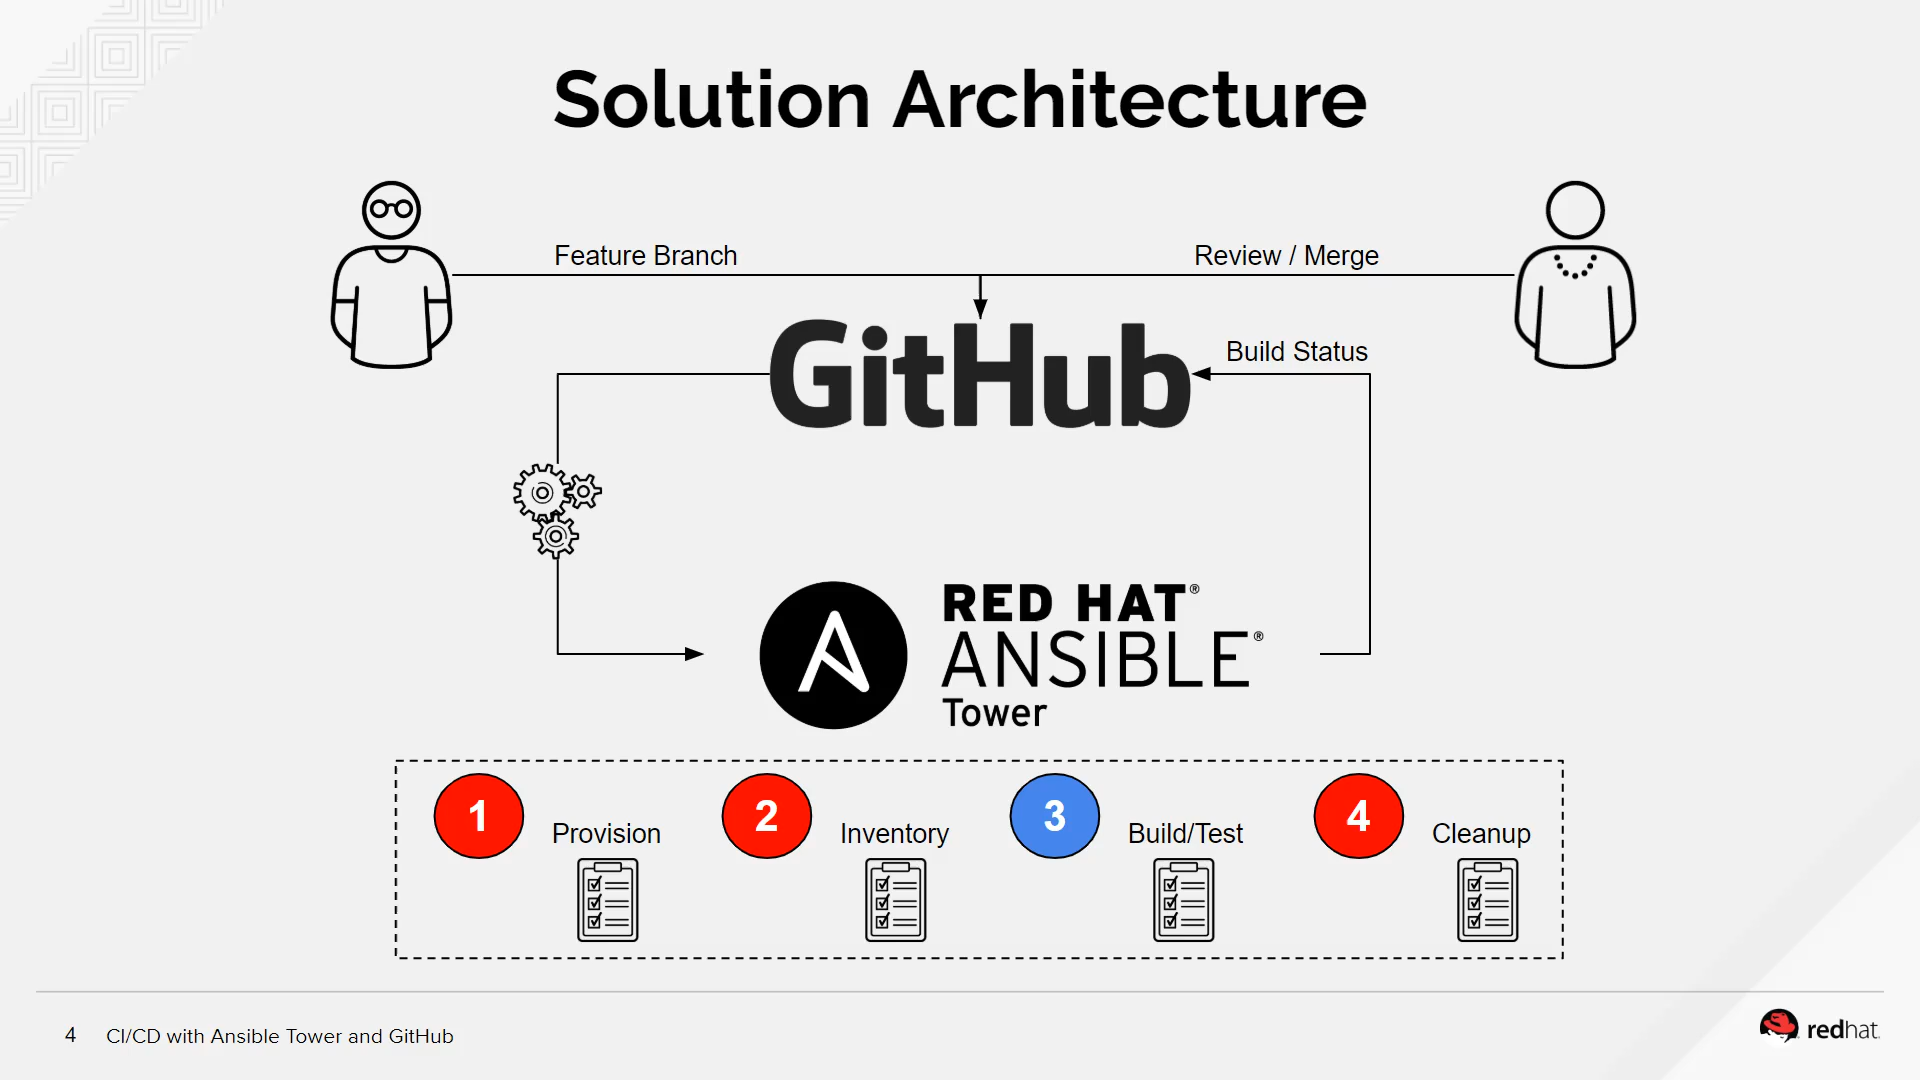 Solution Architecture
Feature Branch
Review / Merge
GitHub
Build Status
RED HAT®
ANSIBLE®
Tower
1
Provision
2
Inventory
3
Build/Test
4
Cleanup
4 CI/CD with Ansible Tower and GitHub
redhat.